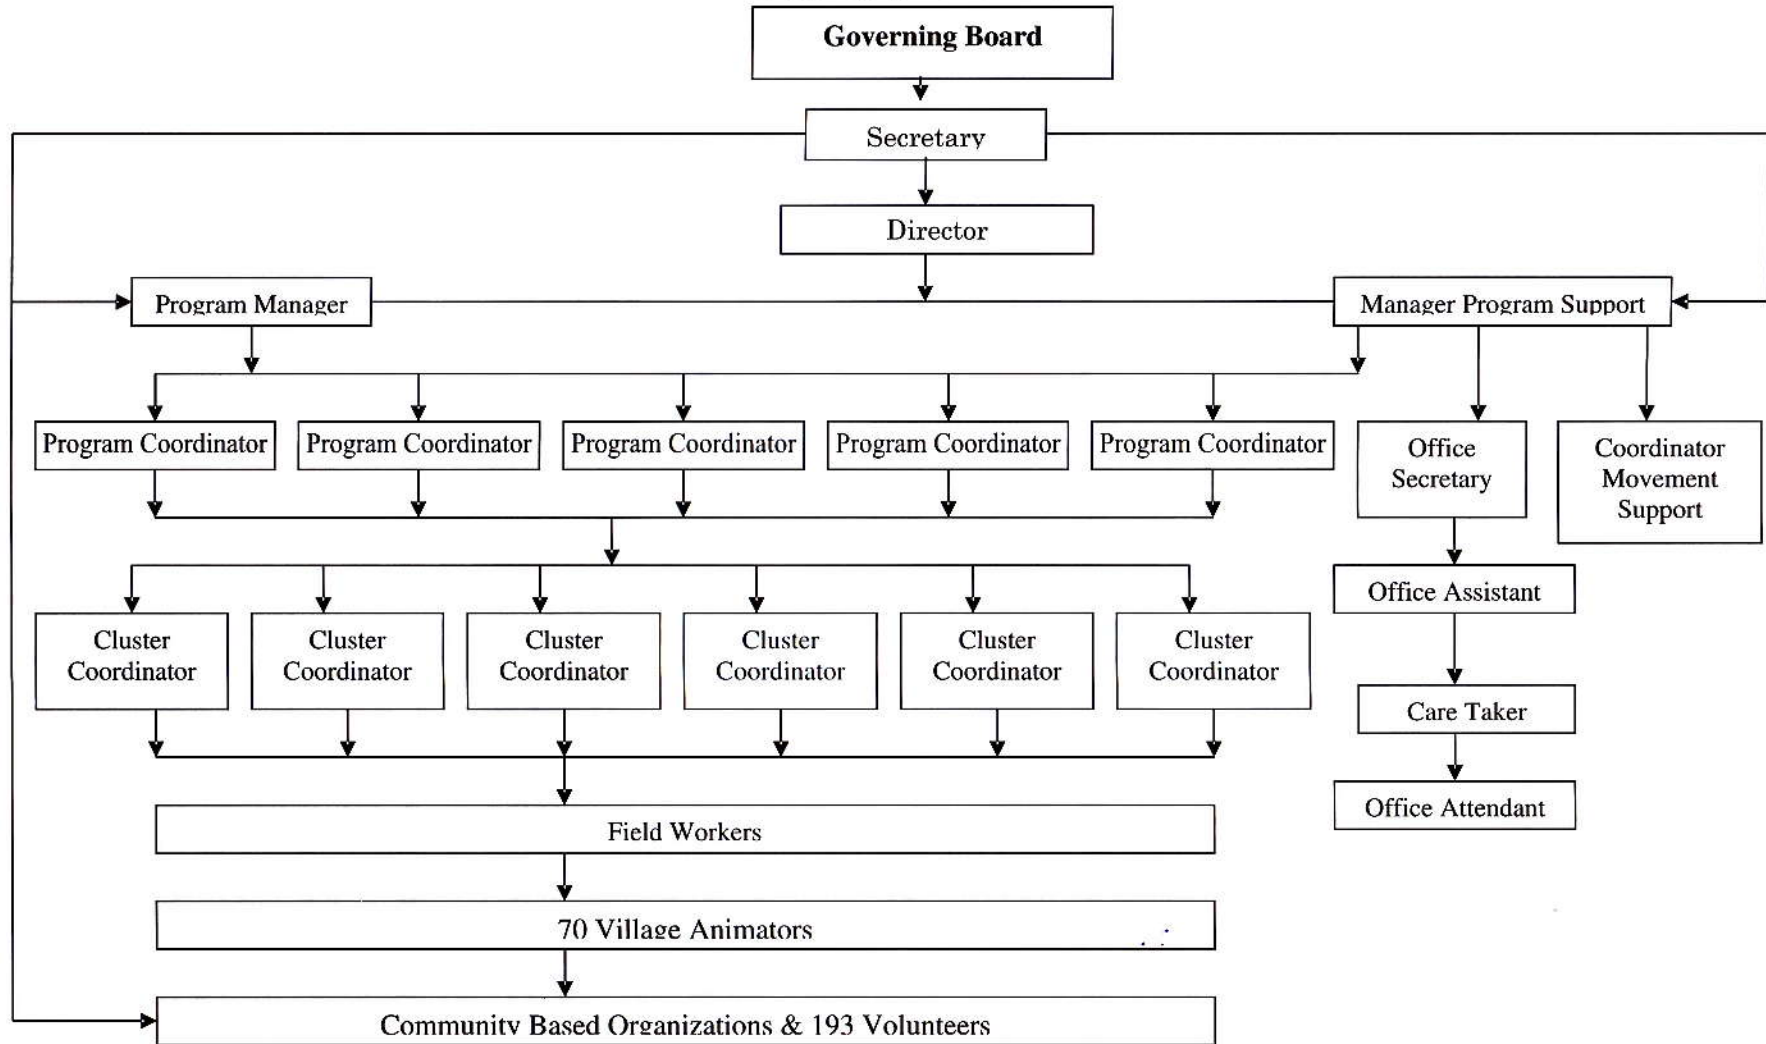 Governing Board
Secretary
Director
Program Manager
Manager Program Support
Program Coordinator
Program Coordinator
Program Coordinator
Program Coordinator
Program Coordinator
Office
Secretary
Coordinator
Movement
Support
Cluster
Coordinator
Cluster
Coordinator
Cluster
Coordinator
Cluster
Coordinator
Cluster
Coordinator
Cluster
Coordinator
Office Assistant
Care Taker
Office Attendant
Field Workers
70 Village Animators
Community Based Organizations & 193 Volunteers